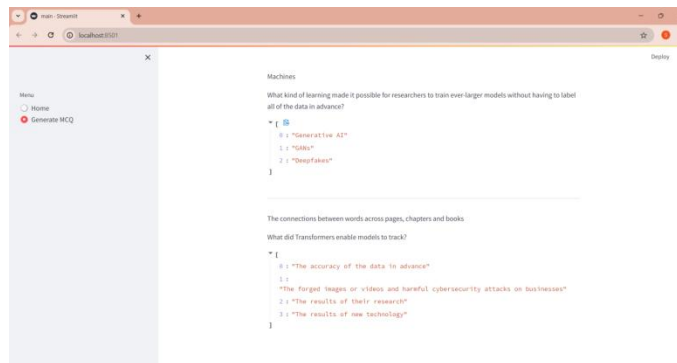 main · Streamlit
localhost:8501
Deploy
Menu
Home
Generate MCQ
Machines
What kind of learning made it possible for researchers to train ever-larger models without having to label
all of the data in advance?
[
0 : "Generative AI"
1 : "GANs"
2 : "Deepfakes"
]
The connections between words across pages, chapters and books
What did Transformers enable models to track?
[
0 : "The accuracy of the data in advance"
1 :
"The forged images or videos and harmful cybersecurity attacks on businesses"
2 : "The results of their research"
3 : "The results of new technology"
]